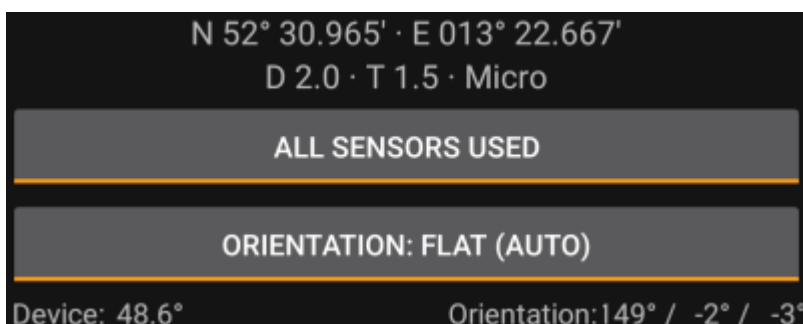 N 52° 30.965' · E 013° 22.667'
D 2.0 · T 1.5 · Micro
ALL SENSORS USED
ORIENTATION: FLAT (AUTO)
Device: 48.6° Orientation:149° / -2° / -3°